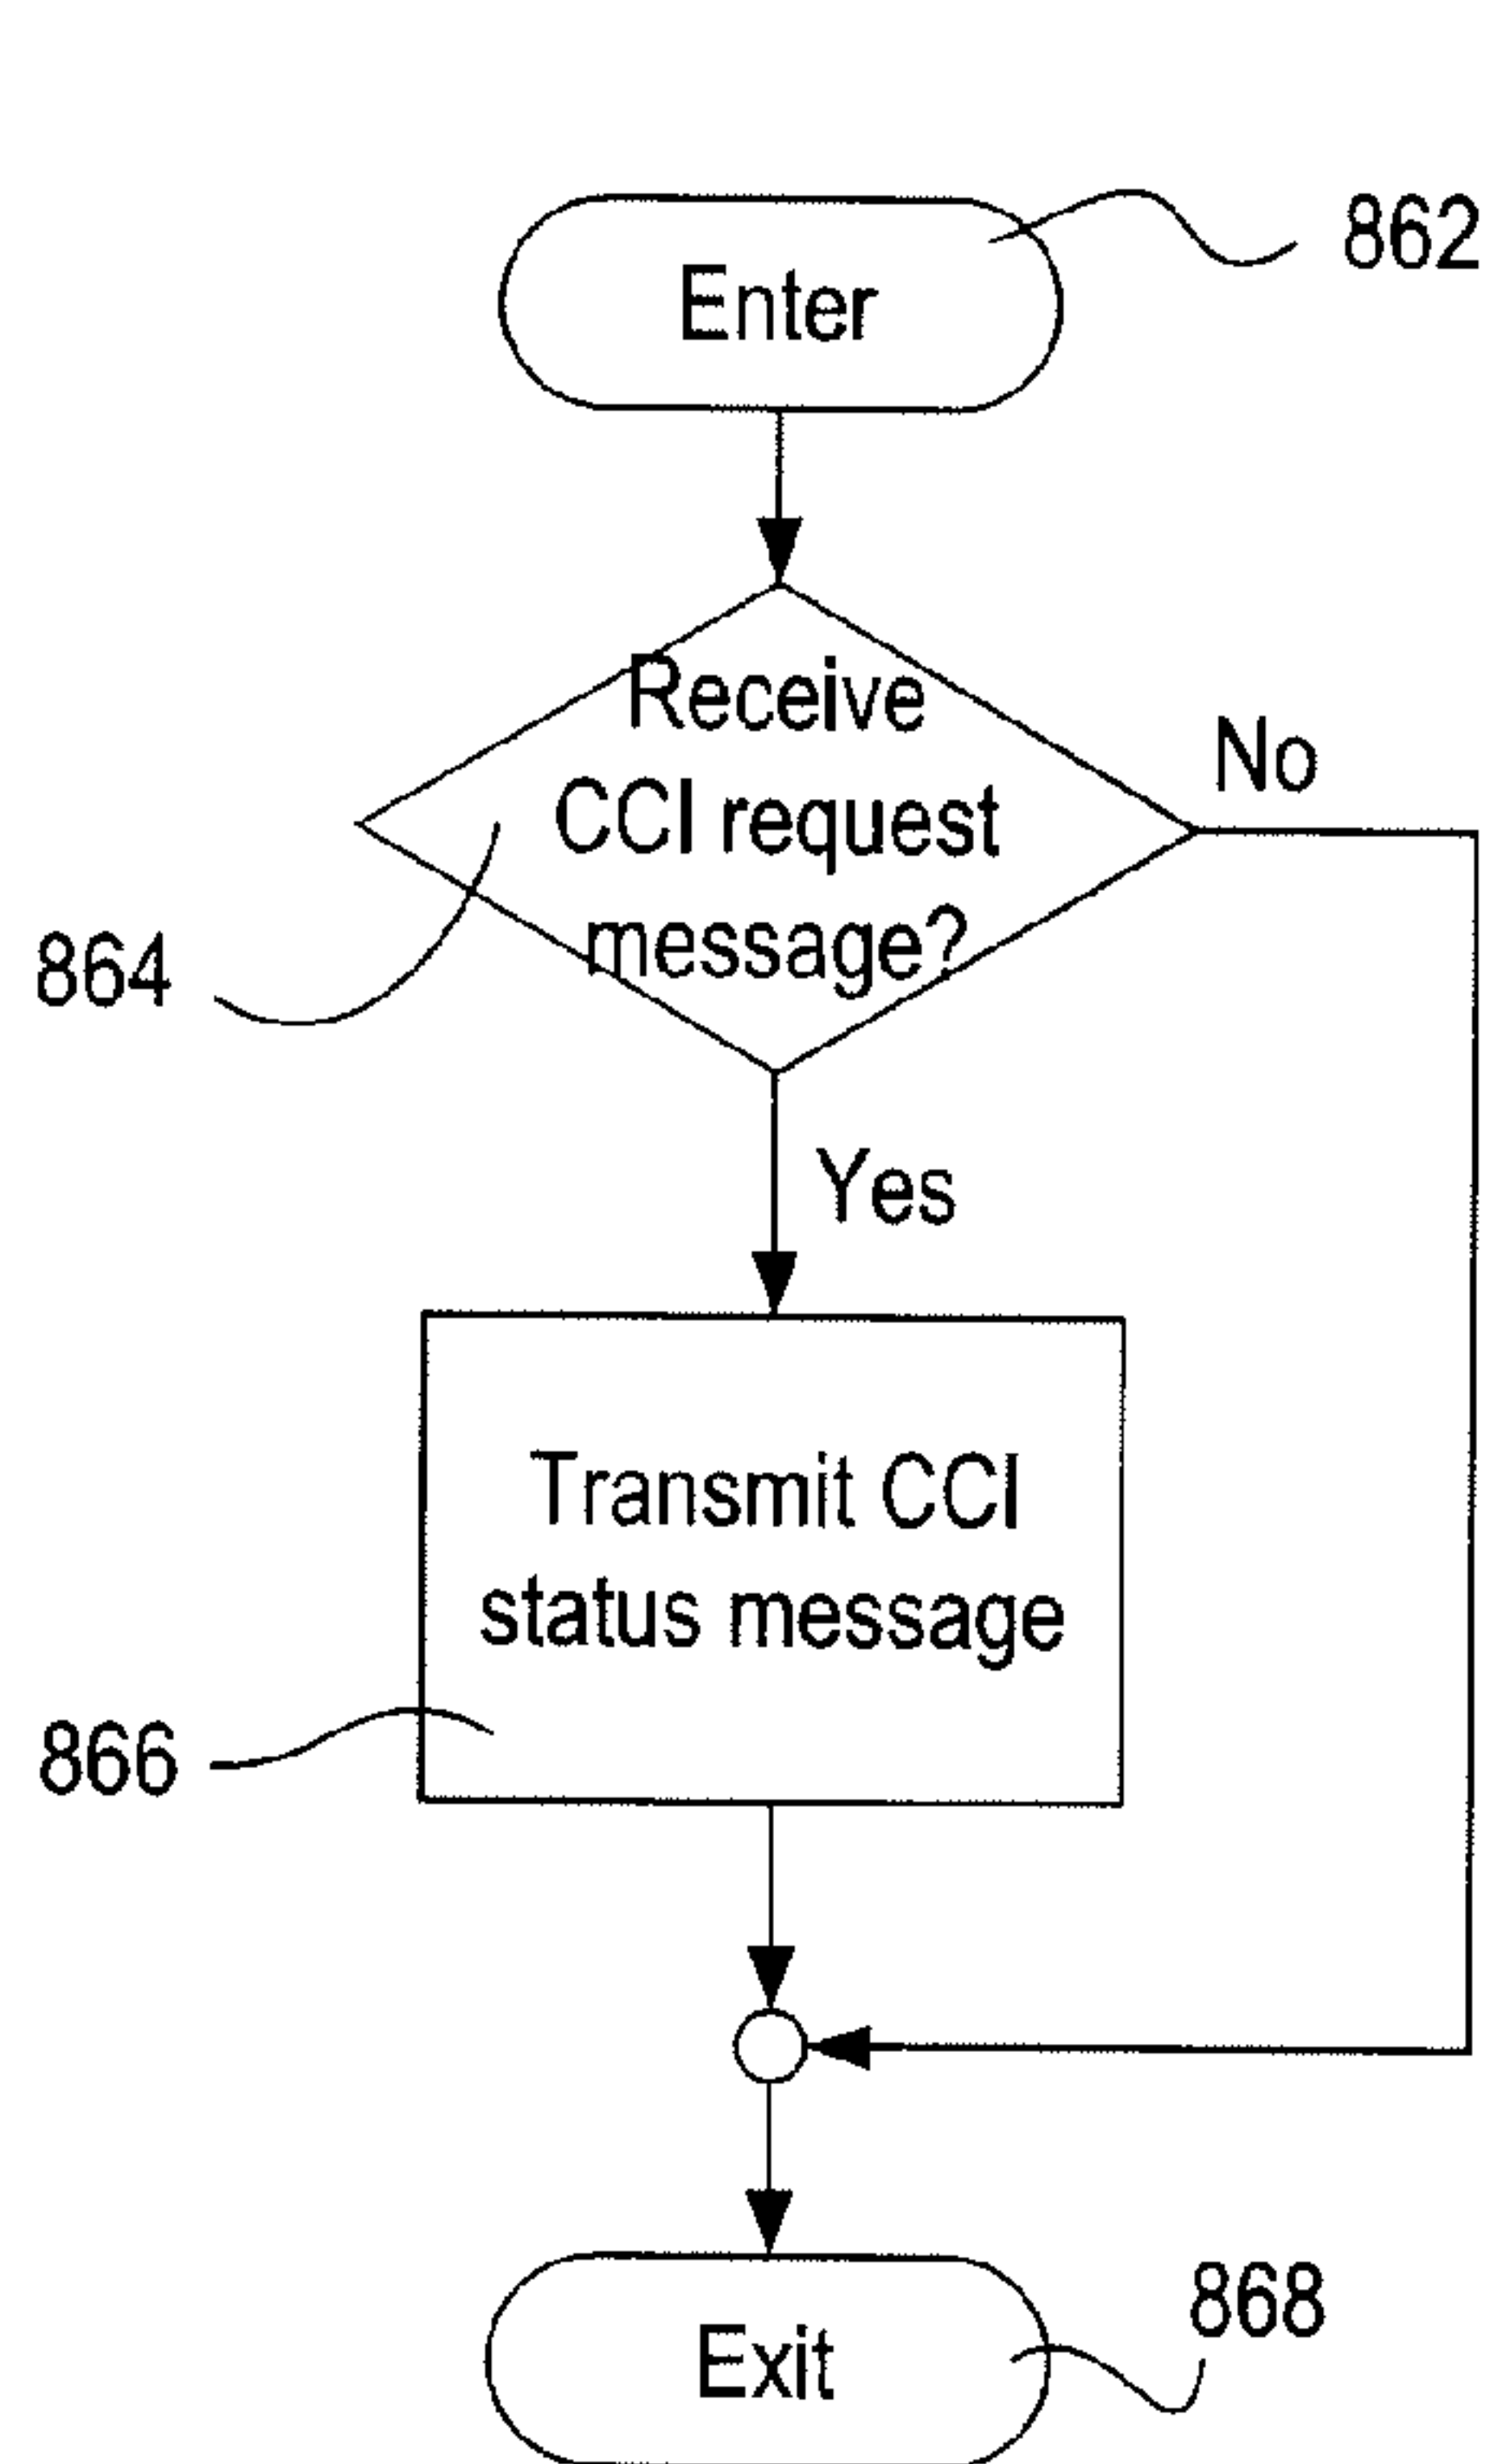 862
Enter
Receive
CCI request
message?
No
864
Yes
Transmit CCI
status message
866
868
Exit